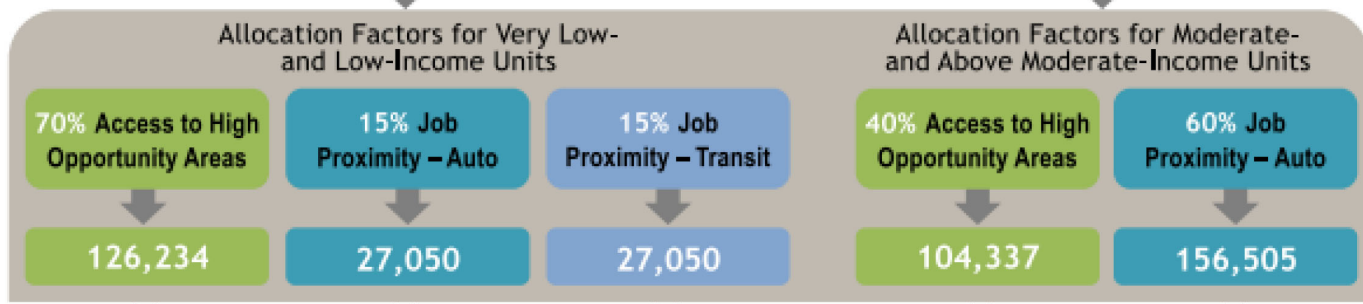 Allocation Factors for Very Low-
and Low-Income Units
70% Access to High
Opportunity Areas
126,234
15% Job
Proximity – Auto
27,050
15% Job
Proximity – Transit
27,050
Allocation Factors for Moderate-
and Above Moderate-Income Units
40% Access to High
Opportunity Areas
104,337
60% Job
Proximity – Auto
156,505